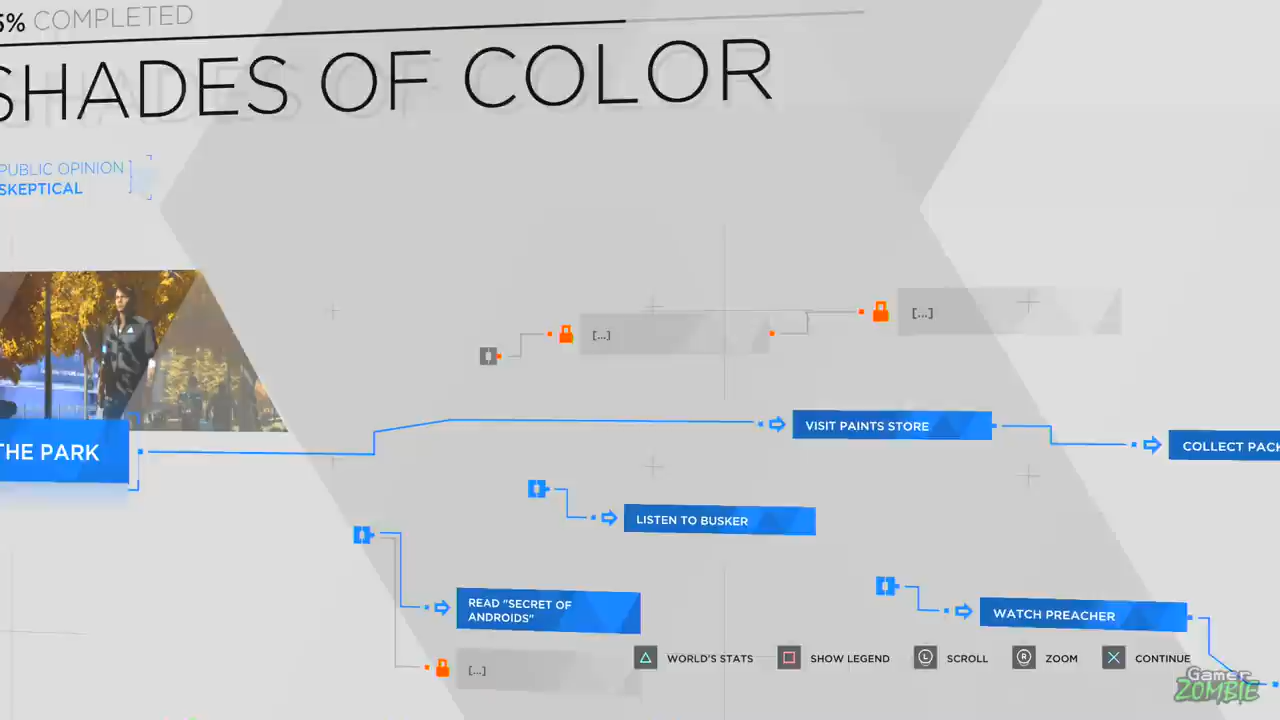 5% COMPLETED
SHADES OF COLOR
PUBLIC OPINION
SKEPTICAL
[...]
[...]
VISIT PAINTS STORE
THE PARK
COLLECT PACK
LISTEN TO BUSKER
READ "SECRET OF
ANDROIDS"
WATCH PREACHER
[...]
WORLD'S STATS
SHOW LEGEND
L SCROLL
R ZOOM
CONTINUE
Gamer
ZOMBIE